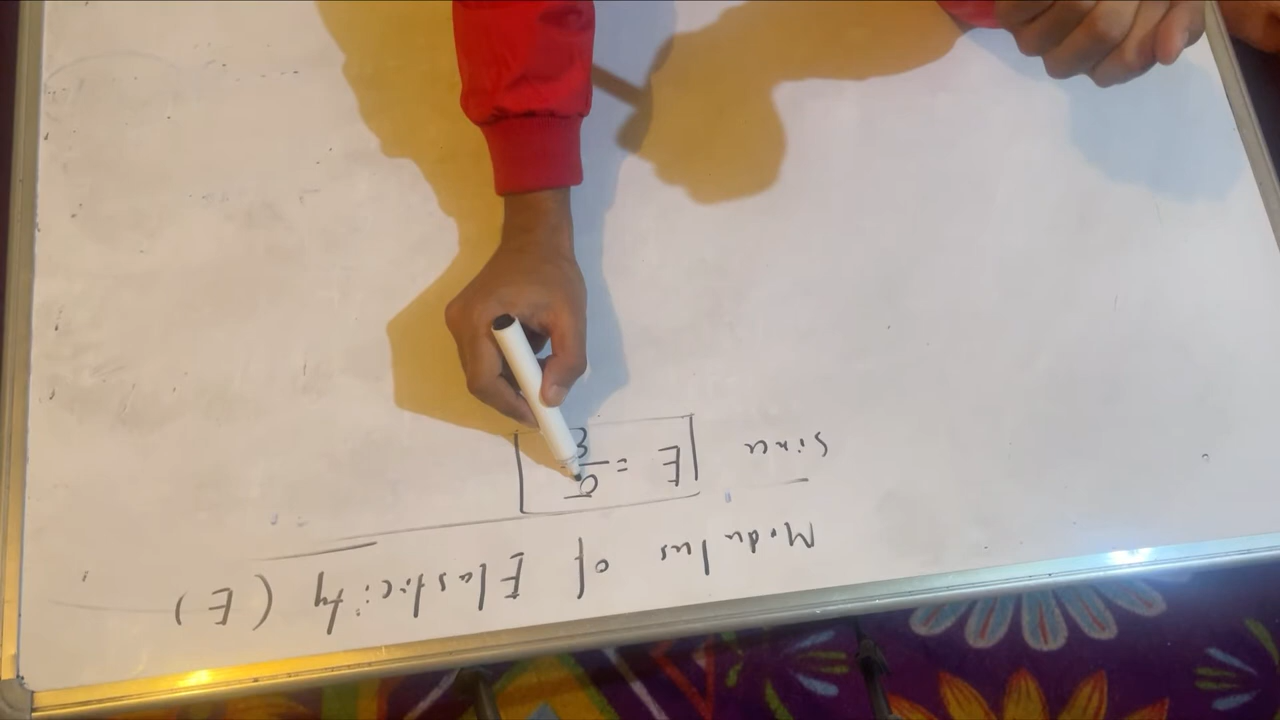 Modulus of Elasticity (E)
Since E = σ/ε